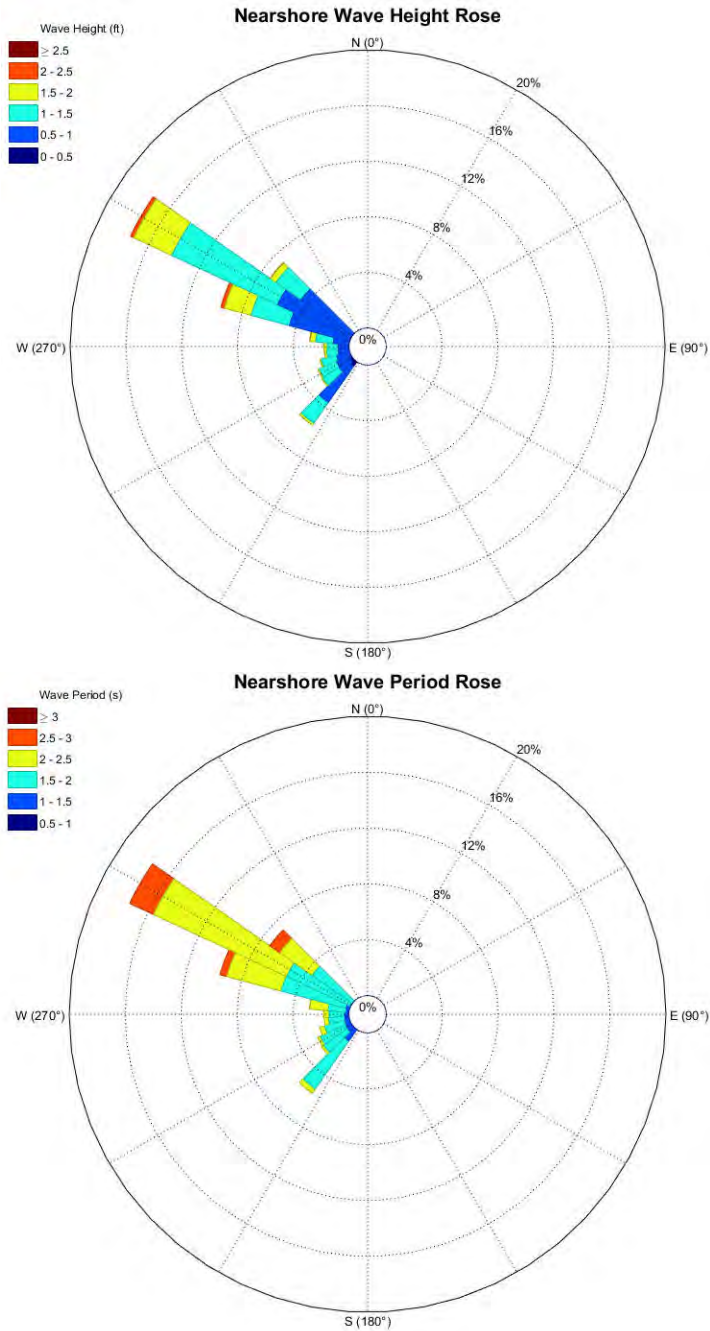 Nearshore Wave Height Rose
Wave Height (ft)
≥ 2.5
2 - 2.5
1.5 - 2
1 - 1.5
0.5 - 1
0 - 0.5
N (0°)
20%
16%
12%
8%
4%
0%
W (270°)
E (90°)
S (180°)
Nearshore Wave Period Rose
Wave Period (s)
≥ 3
2.5 - 3
2 - 2.5
1.5 - 2
1 - 1.5
0.5 - 1
N (0°)
20%
16%
12%
8%
4%
0%
W (270°)
E (90°)
S (180°)